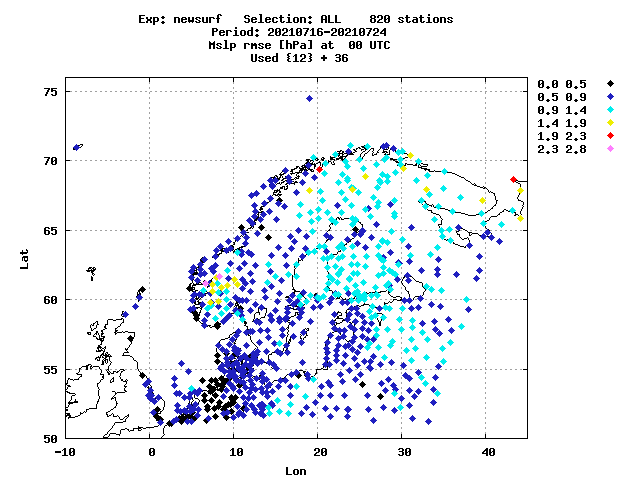 Exp: newsurf   Selection: ALL    820 stations
Period: 20210716-20210724
Mslp rmse [hPa] at  00 UTC
Used {12} + 36
0.0 0.5
0.5 0.9
0.9 1.4
1.4 1.9
1.9 2.3
2.3 2.8
75
70
65
60
55
50
Lat
-10 0 10 20 30 40
Lon